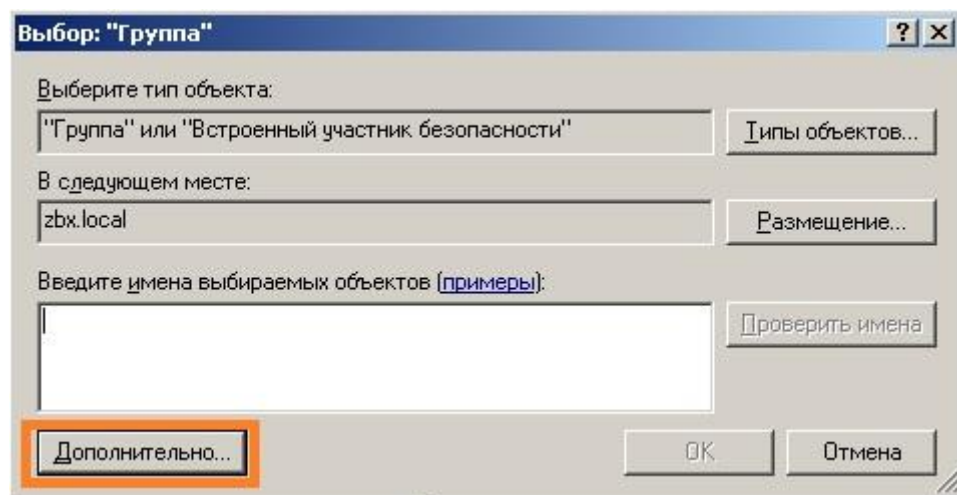 Выбор: "Группа"
Выберите тип объекта:
"Группа" или "Встроенный участник безопасности"
Типы объектов...
В следующем месте:
zbx.local
Размещение...
Введите имена выбираемых объектов (примеры):
Проверить имена
Дополнительно...
ОК
Отмена